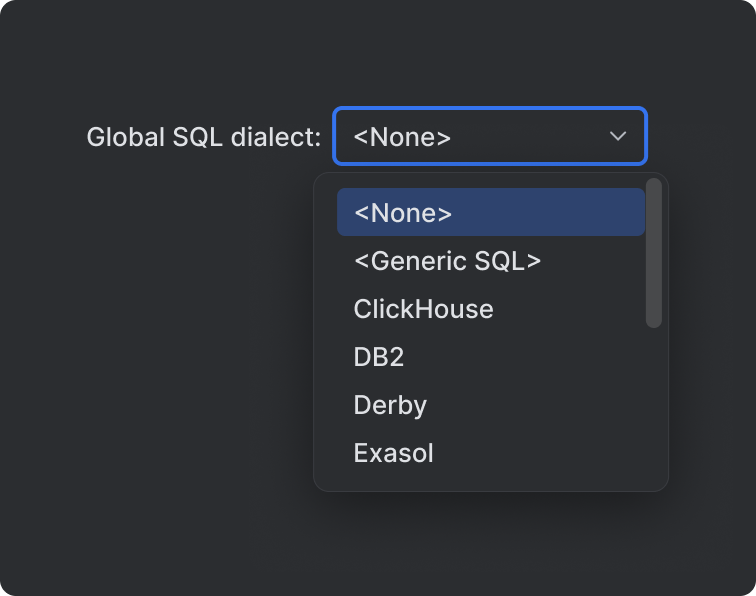 Global SQL dialect: <None>
<None>
<Generic SQL>
ClickHouse
DB2
Derby
Exasol